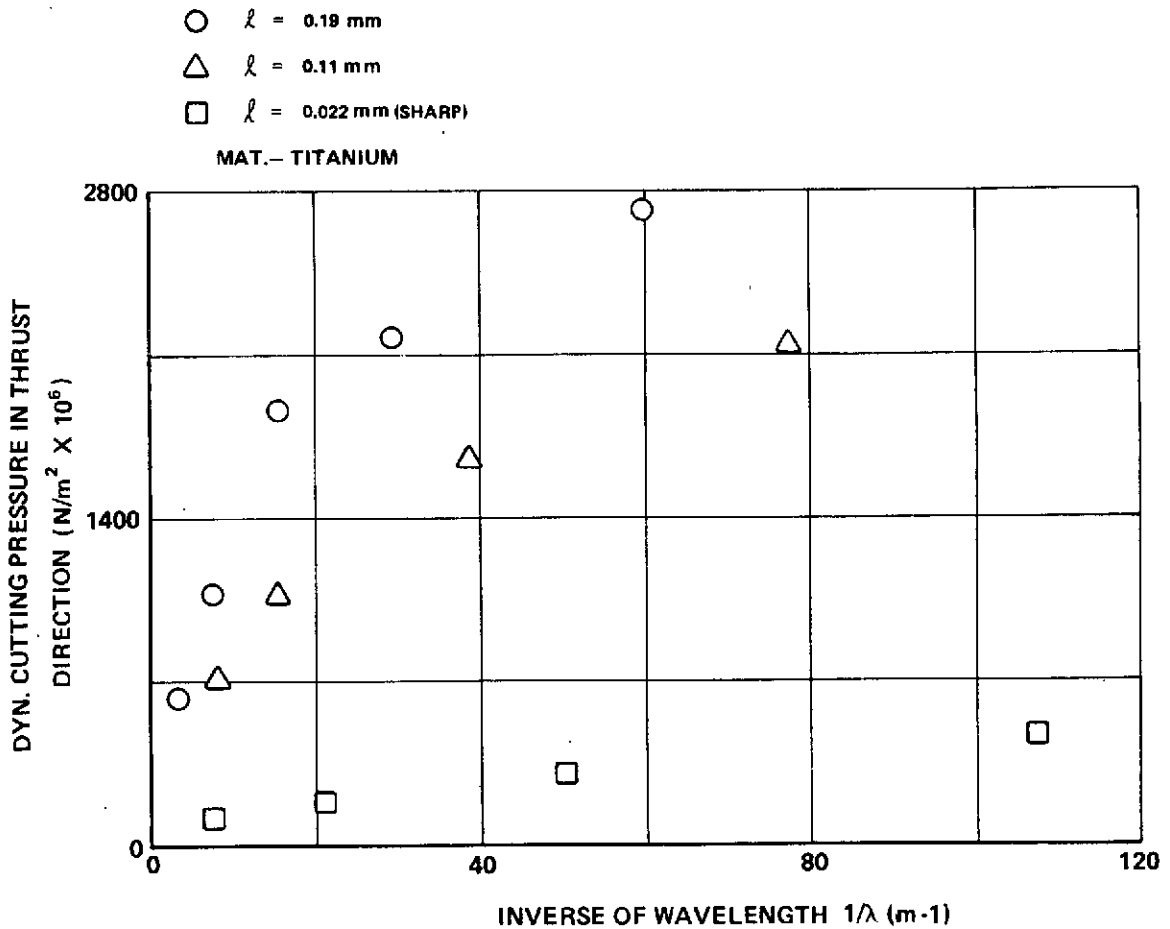 ℓ = 0.19 mm
ℓ = 0.11 mm
ℓ = 0.022 mm (SHARP)
MAT.– TITANIUM
2800
1400
0
0
40
80
120
DYN. CUTTING PRESSURE IN THRUST
DIRECTION (N/m² X 10⁶)
INVERSE OF WAVELENGTH 1/λ (m-1)